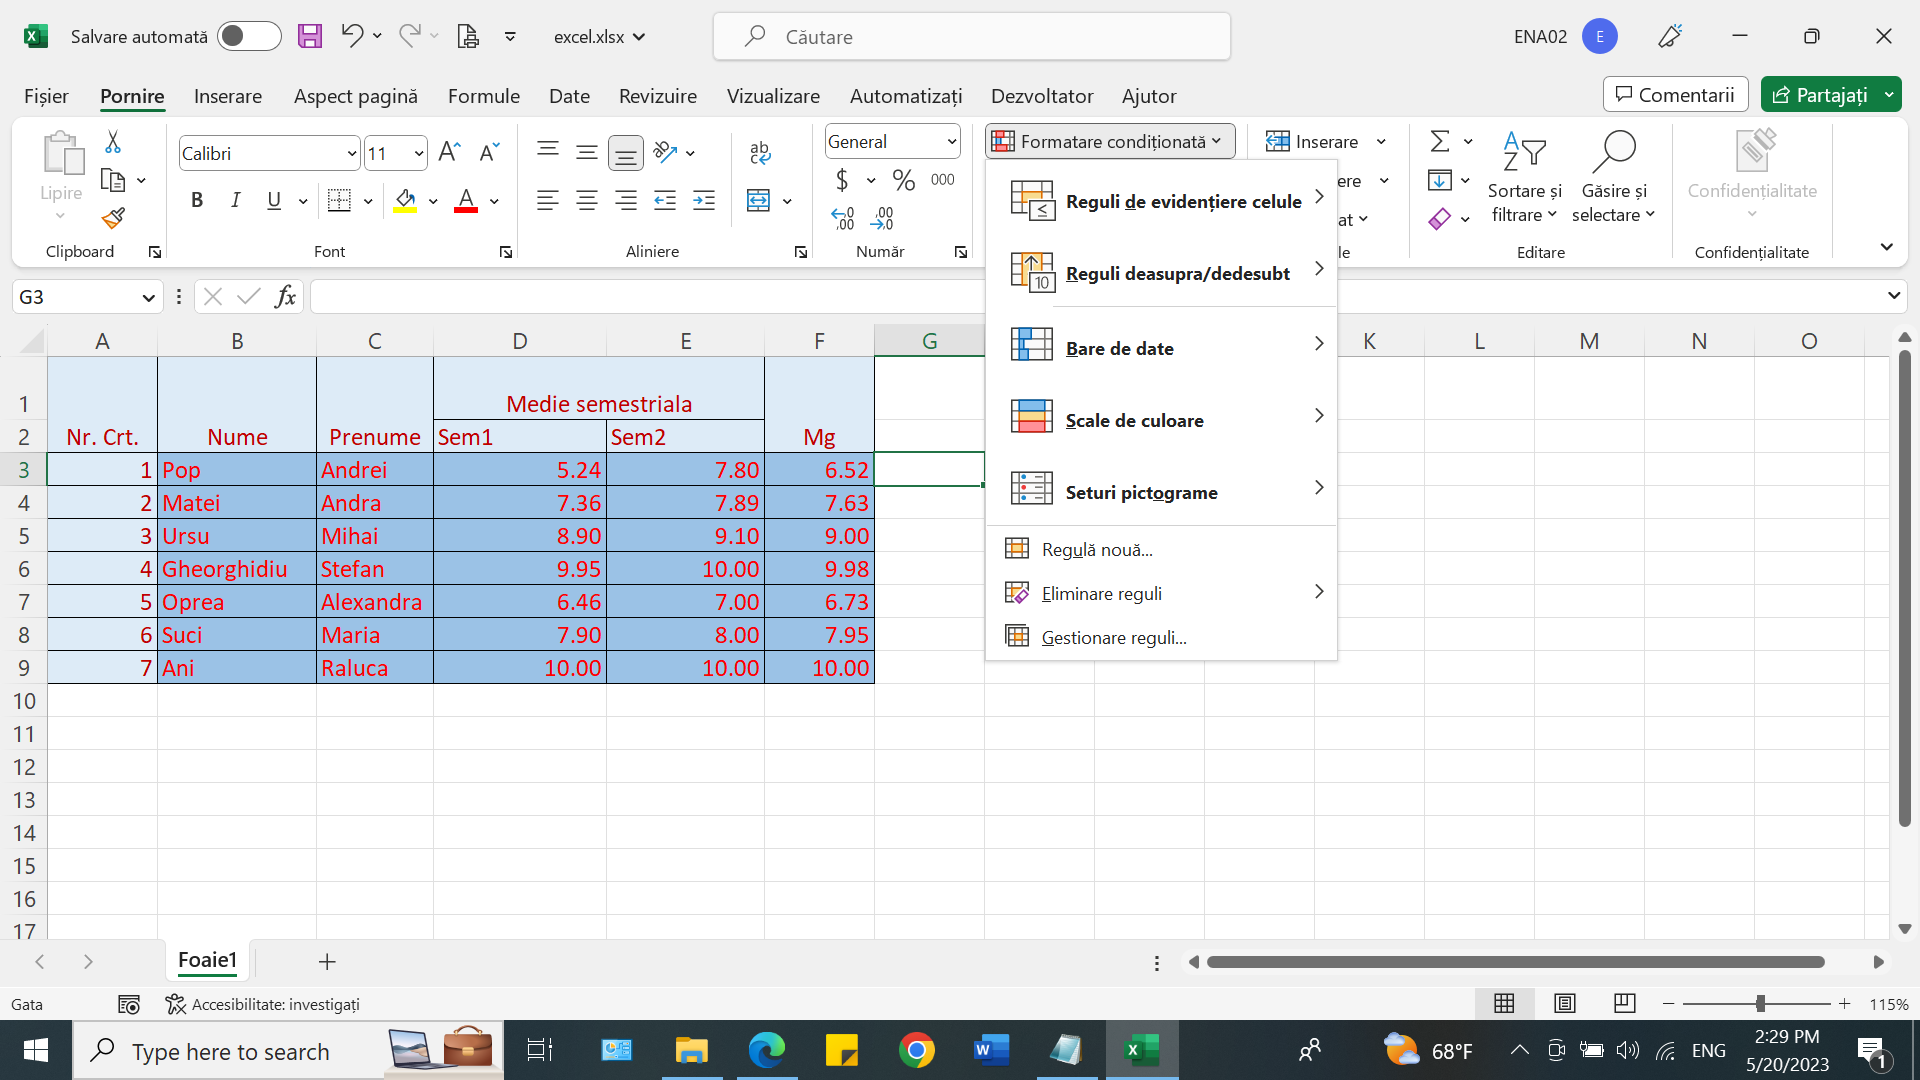 Salvare automată
excel.xlsx
Căutare
ENA02
E
Fișier Pornire Inserare Aspect pagină Formule Date Revizuire Vizualizare Automatizați Dezvoltator Ajutor
Comentarii
Partajați
Lipire
Clipboard
Calibri
11
B I U
A
Font
ab
Aliniere
General
$ % 000
Număr
Formatare condiționată
Inserare
ere
at
le
Sortare și
filtrare
Găsire și
selectare
Editare
Confidențialitate
Confidențialitate
Reguli de evidențiere celule
Reguli deasupra/dedesubt
Bare de date
Scale de culoare
Seturi pictograme
Regulă nouă...
Eliminare reguli
Gestionare reguli...
G3
fx
A B C D E F G K L M N O
1 Medie semestriala
2 Nr. Crt. Nume Prenume Sem1 Sem2 Mg
3 1 Pop Andrei 5.24 7.80 6.52
4 2 Matei Andra 7.36 7.89 7.63
5 3 Ursu Mihai 8.90 9.10 9.00
6 4 Gheorghidiu Stefan 9.95 10.00 9.98
7 5 Oprea Alexandra 6.46 7.00 6.73
8 6 Suci Maria 7.90 8.00 7.95
9 7 Ani Raluca 10.00 10.00 10.00
10
11
12
13
14
15
16
17
Foaie1
Gata
Accesibilitate: investigați
115%
Type here to search
68°F
ENG
2:29 PM
5/20/2023
1